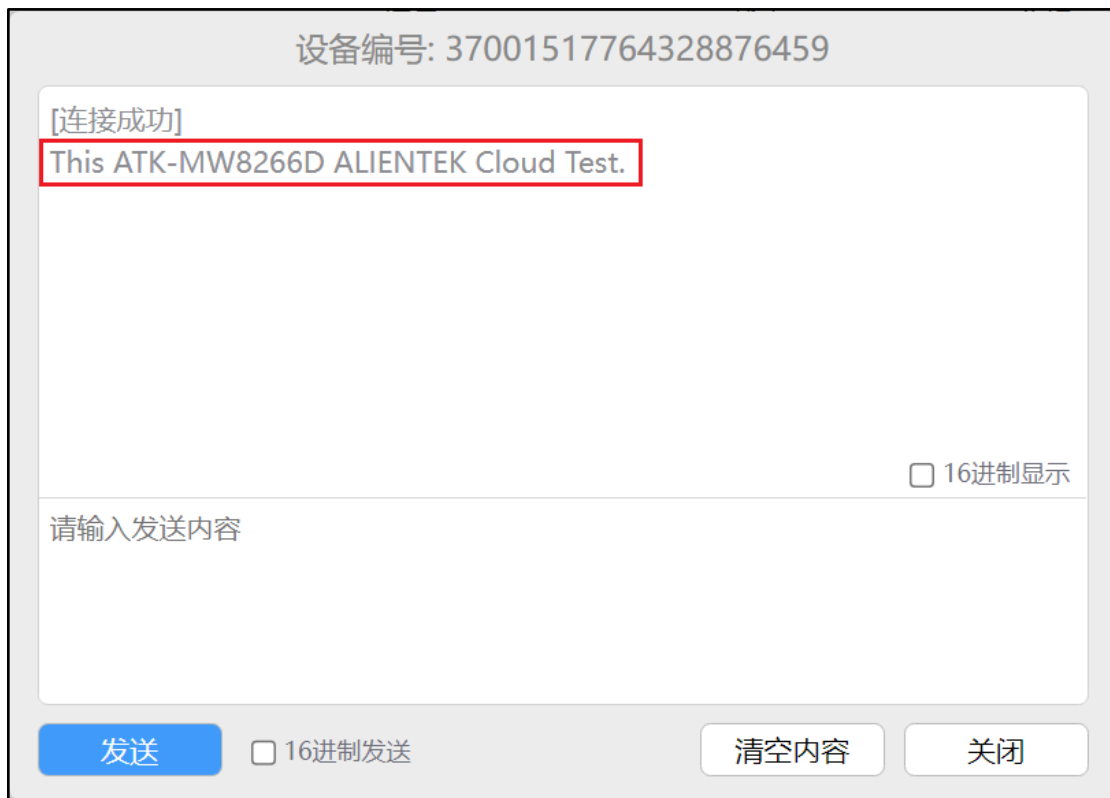 设备编号: 37001517764328876459
[连接成功]
This ATK-MW8266D ALIENTEK Cloud Test.
16进制显示
请输入发送内容
发送
16进制发送
清空内容
关闭